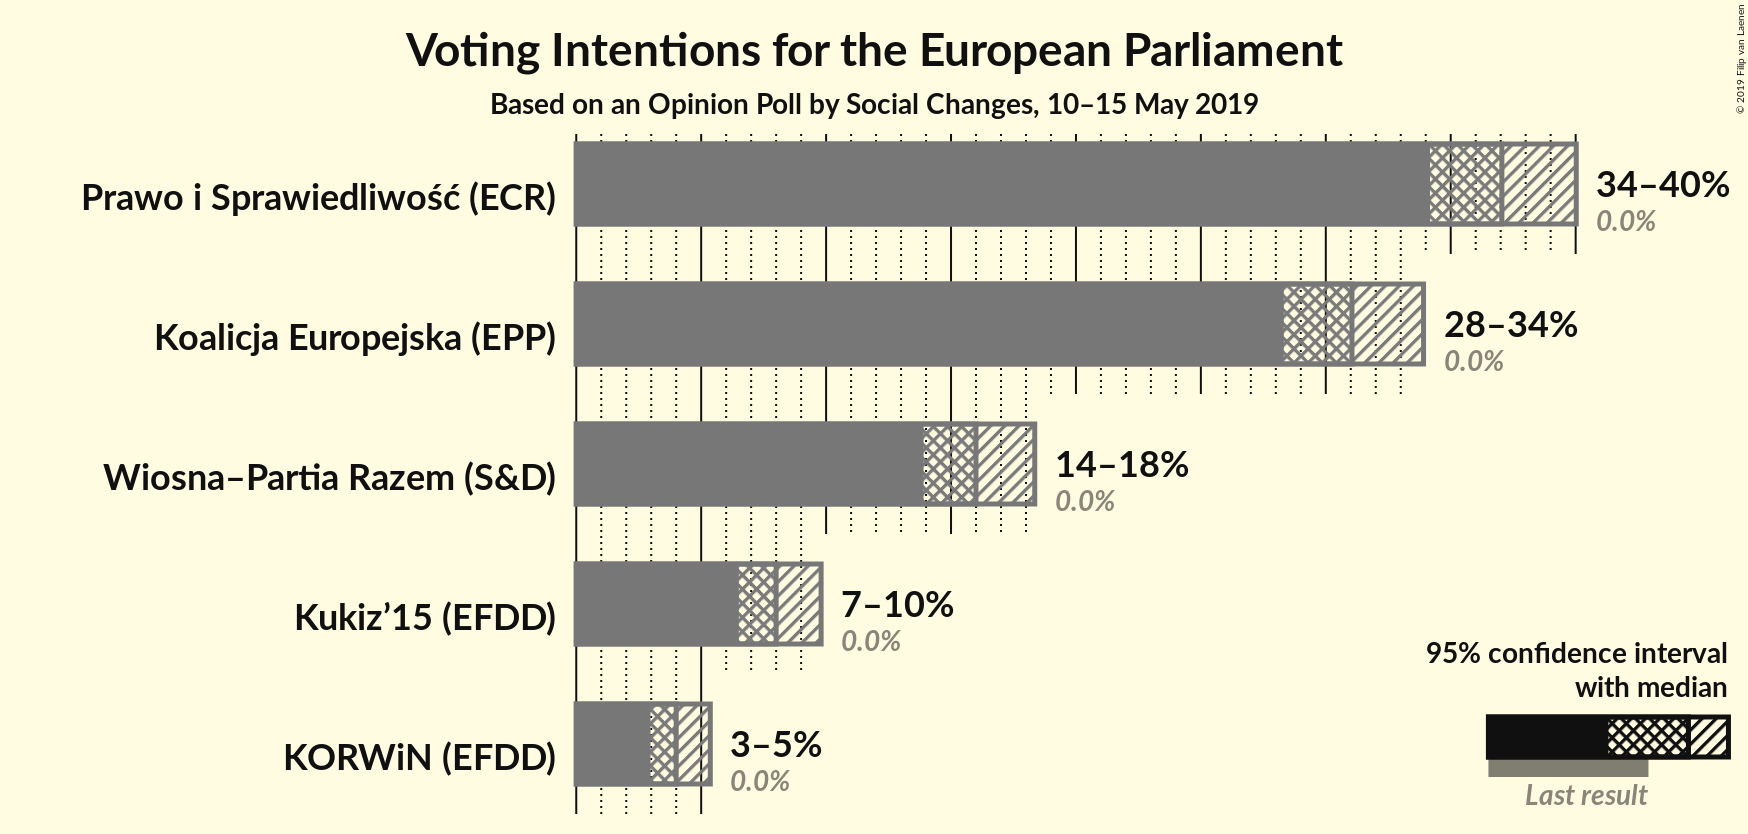 Voting Intentions for the European Parliament
Based on an Opinion Poll by Social Changes, 10–15 May 2019
© 2019 Filip van Laenen
Prawo i Sprawiedliwość (ECR)
34–40%
0.0%
Koalicja Europejska (EPP)
28–34%
0.0%
Wiosna–Partia Razem (S&D)
14–18%
0.0%
Kukiz’15 (EFDD)
7–10%
0.0%
KORWiN (EFDD)
3–5%
0.0%
95% confidence interval
with median
Last result